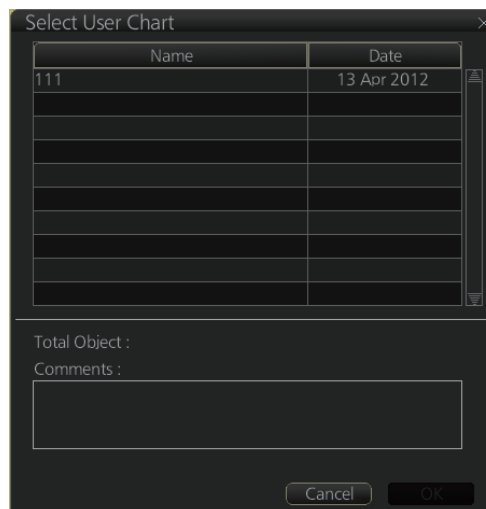 Select User Chart
Name Date
111 13 Apr 2012
Total Object :
Comments :
Cancel OK